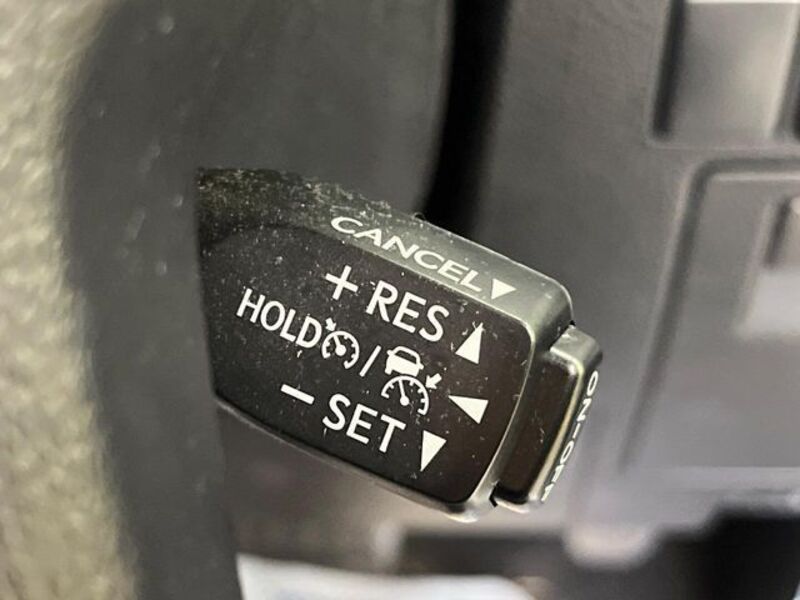 CANCEL▼
+ RES ▲
HOLD /
- SET ▼
ON-OFF